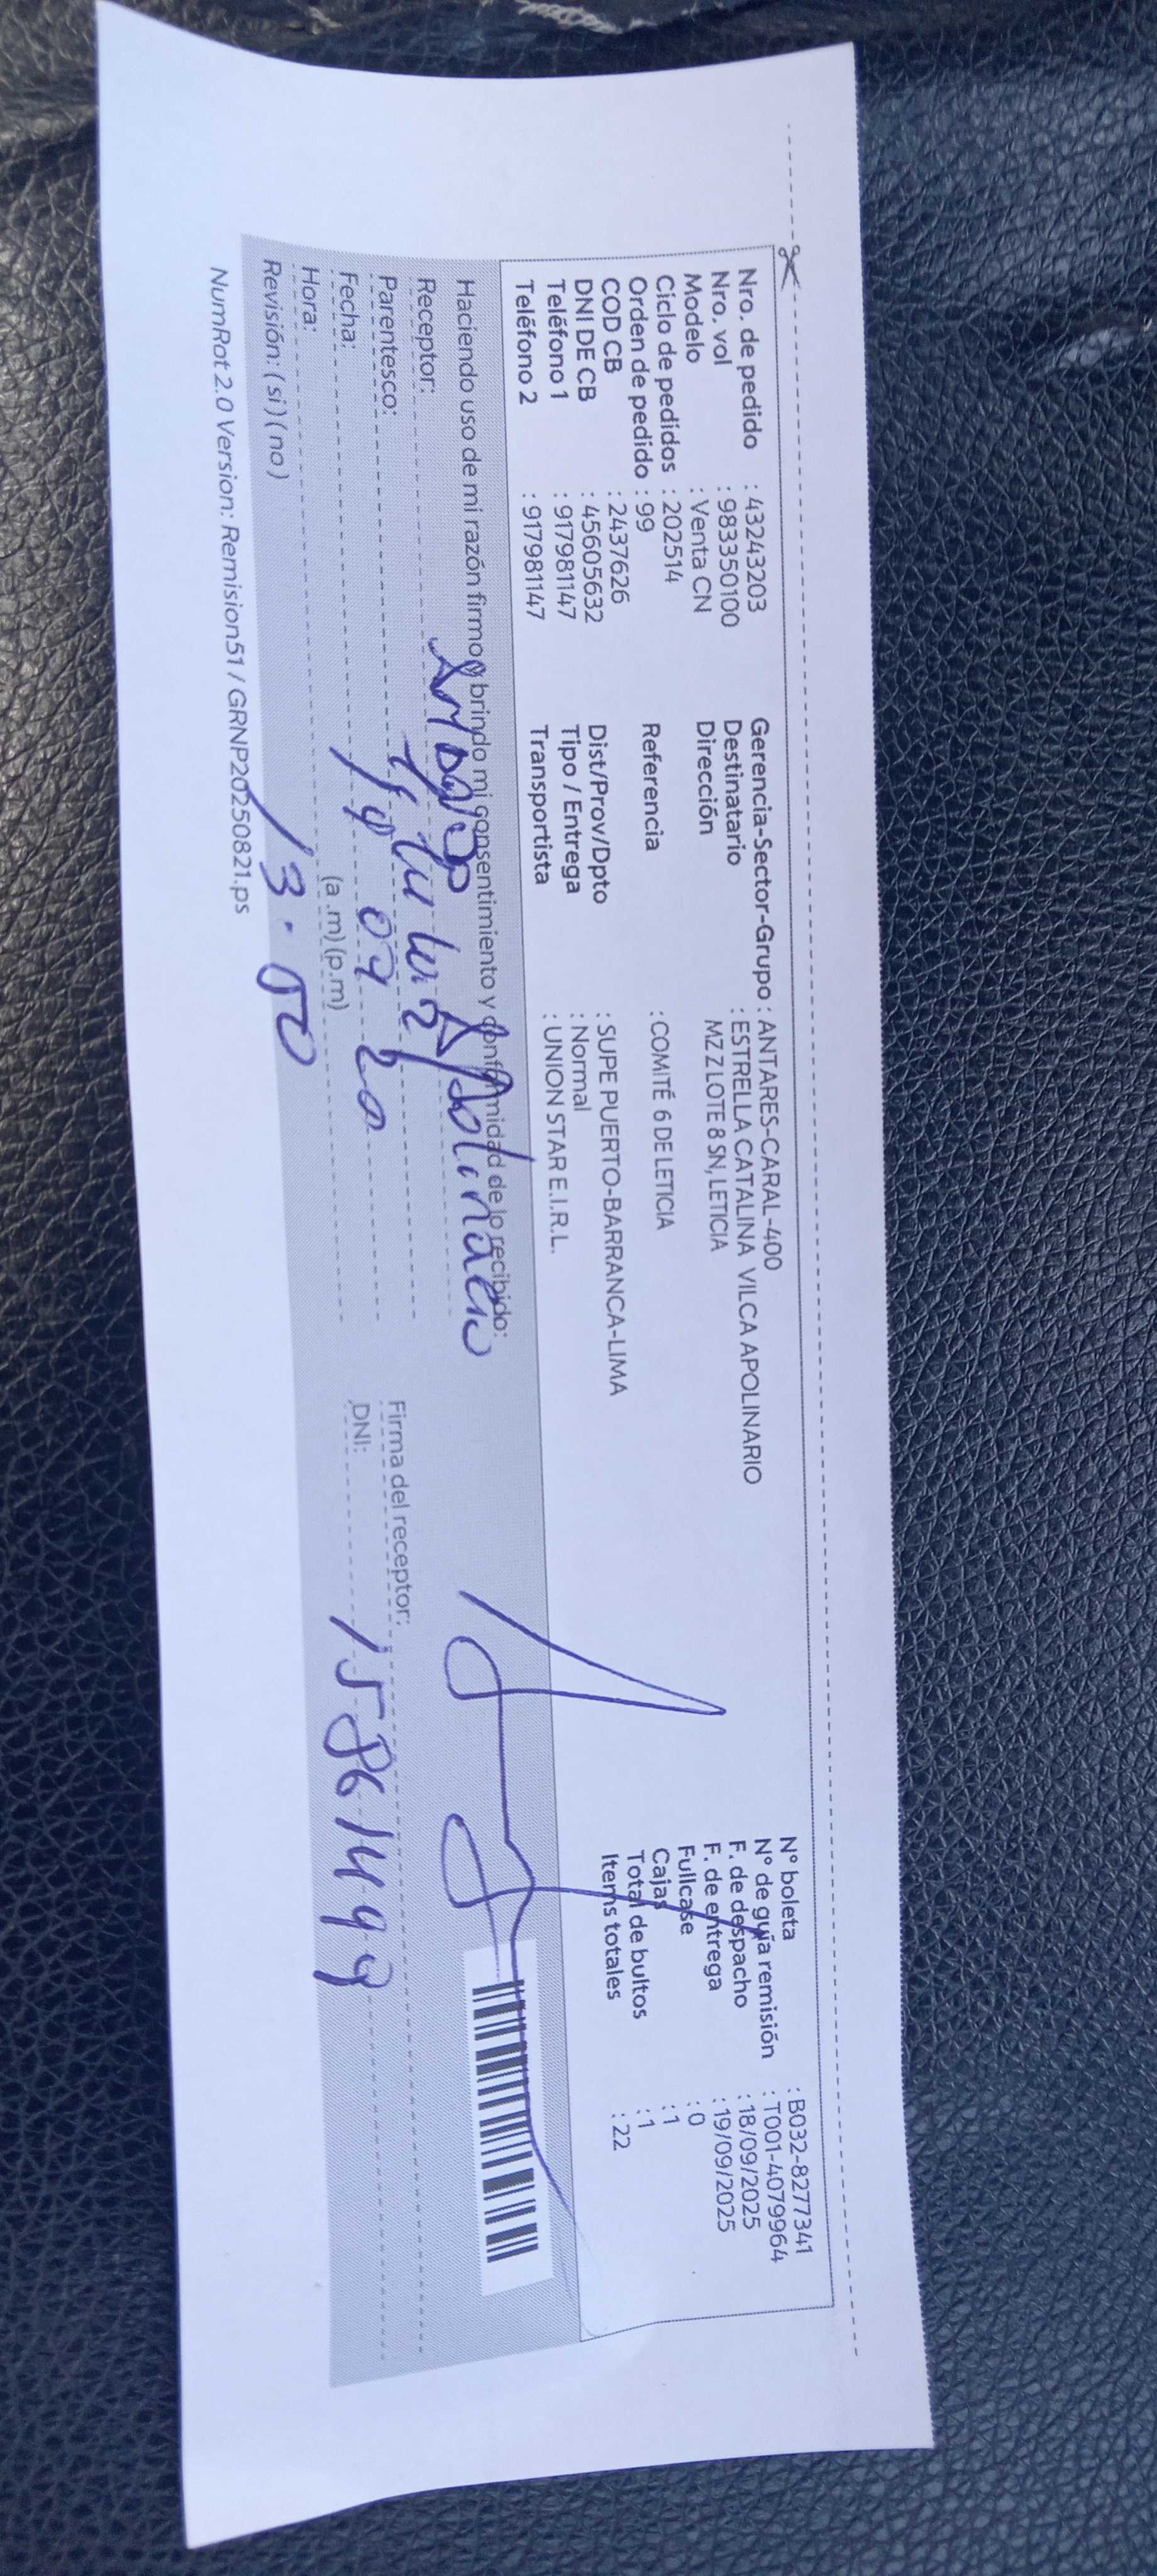 Nro. de pedido : 43243203
Nro. vol : 983350100
Modelo : Venta CN
Ciclo de pedidos : 202514
Orden de pedido : 99
COD CB : 2437626
DNI DE CB : 45605632
Teléfono 1 : 917981147
Teléfono 2 : 917981147
Gerencia-Sector-Grupo : ANTARES-CARAL-400
Destinatario : ESTRELLA CATALINA VILCA APOLINARIO
Dirección MZ Z LOTE 8 SN, LETICIA
Referencia : COMITÉ 6 DE LETICIA
Dist/Prov/Dpto : SUPE PUERTO-BARRANCA-LIMA
Tipo / Entrega : Normal
Transportista : UNION STAR E.I.R.L.
N° boleta : B032-8277341
N° de guía remisión : T001-4079964
F. de despacho : 18/09/2025
F. de entrega : 19/09/2025
Fullcase : 0
Cajas : 1
Total de bultos : 1
Items totales : 22
Haciendo uso de mi razón firmo y brindo mi consentimiento y conformidad de lo recibido:
Receptor: Apolinario
Parentesco:
Fecha: 19 09
Hora: (a.m)(p.m) 13.50
Revisión: (si)(no)
Firma del receptor:
DNI: 15861499
NumRot 2.0 Version: Remision51 / GRNP20250821.ps